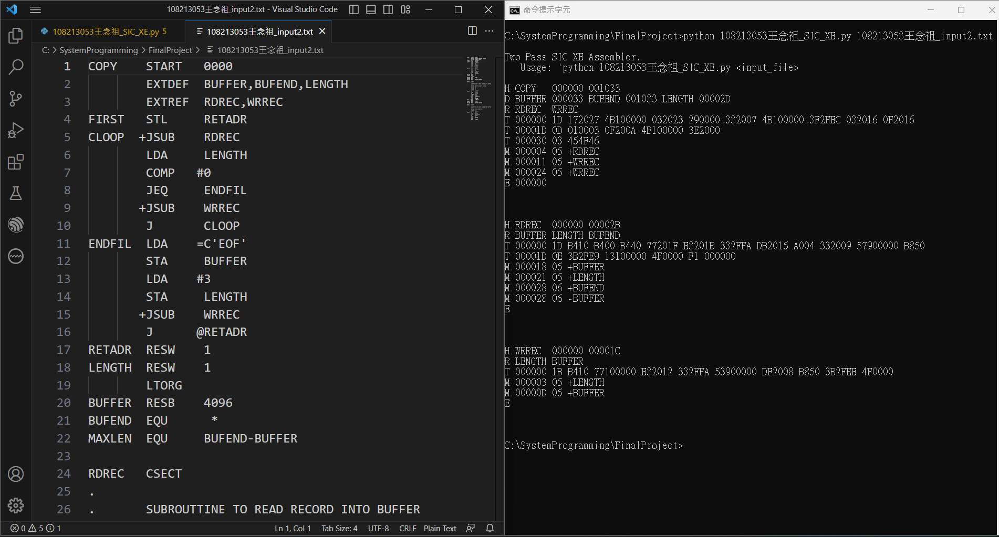 108213053王念祖_input2.txt - Visual Studio Code
108213053王念祖_SIC_XE.py 5
108213053王念祖_input2.txt
C: > SystemProgramming > FinalProject > 108213053王念祖_input2.txt
1 COPY START 0000
2 EXTDEF BUFFER,BUFEND,LENGTH
3 EXTREF RDREC,WRREC
4 FIRST STL RETADR
5 CLOOP +JSUB RDREC
6 LDA LENGTH
7 COMP #0
8 JEQ ENDFIL
9 +JSUB WRREC
10 J CLOOP
11 ENDFIL LDA =C'EOF'
12 STA BUFFER
13 LDA #3
14 STA LENGTH
15 +JSUB WRREC
16 J @RETADR
17 RETADR RESW 1
18 LENGTH RESW 1
19 LTORG
20 BUFFER RESB 4096
21 BUFEND EQU *
22 MAXLEN EQU BUFEND-BUFFER
23
24 RDREC CSECT
25 .
26 . SUBROUTTINE TO READ RECORD INTO BUFFER
0 5 1
Ln 1, Col 1 Tab Size: 4 UTF-8 CRLF Plain Text
命令提示字元
C:\SystemProgramming\FinalProject>python 108213053王念祖_SIC_XE.py 108213053王念祖_input2.txt
Two Pass SIC XE Assembler.
Usage: 'python 108213053王念祖_SIC_XE.py <input_file>
H COPY 000000 001033
D BUFFER 000033 BUFEND 001033 LENGTH 00002D
R RDREC WRREC
T 000000 1D 172027 4B100000 032023 290000 332007 4B100000 3F2FEC 032016 0F2016
T 00001D 0D 010003 0F200A 4B100000 3E2000
T 000030 03 454F46
M 000004 05 +RDREC
M 000011 05 +WRREC
M 000024 05 +WRREC
E 000000
H RDREC 000000 00002B
R BUFFER LENGTH BUFEND
T 000000 1D B410 B400 B440 77201F E3201B 332FFA DB2015 A004 332009 57900000 B850
T 00001D 0E 3B2FE9 13100000 4F0000 F1 000000
M 000018 05 +BUFFER
M 000021 05 +LENGTH
M 000028 06 +BUFEND
M 000028 06 -BUFFER
E
H WRREC 000000 00001C
R LENGTH BUFFER
T 000000 1B B410 77100000 E32012 332FFA 53900000 DF2008 B850 3B2FEE 4F0000
M 000003 05 +LENGTH
M 00000D 05 +BUFFER
E
C:\SystemProgramming\FinalProject>